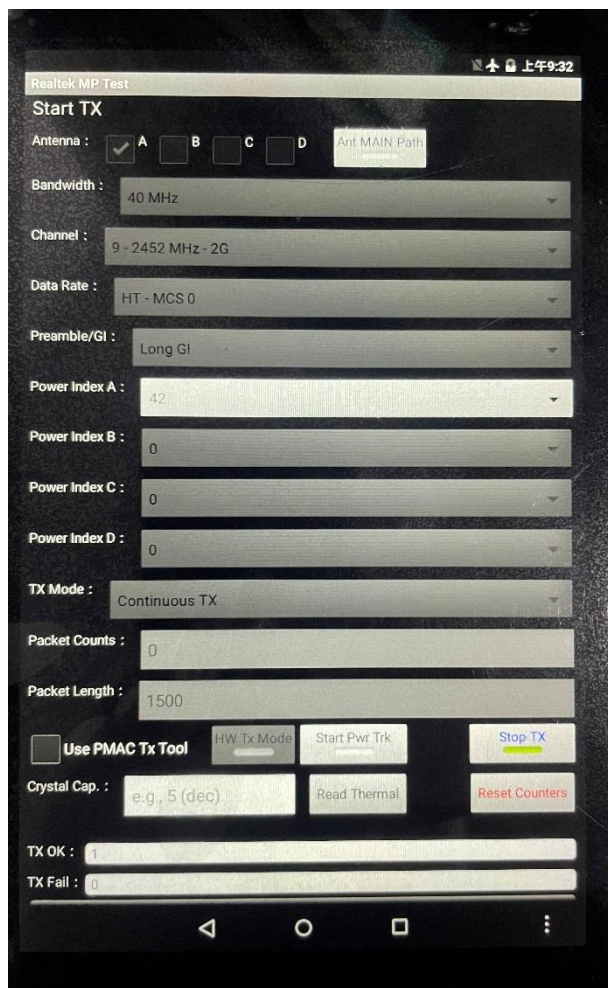 上午9:32
Realtek MP Test
Start TX
Antenna : A B C D Ant MAIN Path
Bandwidth : 40 MHz
Channel : 9 - 2452 MHz - 2G
Data Rate : HT - MCS 0
Preamble/GI : Long GI
Power Index A : 42
Power Index B : 0
Power Index C : 0
Power Index D : 0
TX Mode : Continuous TX
Packet Counts : 0
Packet Length : 1500
Use PMAC Tx Tool HW Tx Mode Start Pwr Trk Stop TX
Crystal Cap. : e.g., 5 (dec) Read Thermal Reset Counters
TX OK : 1
TX Fail : 0